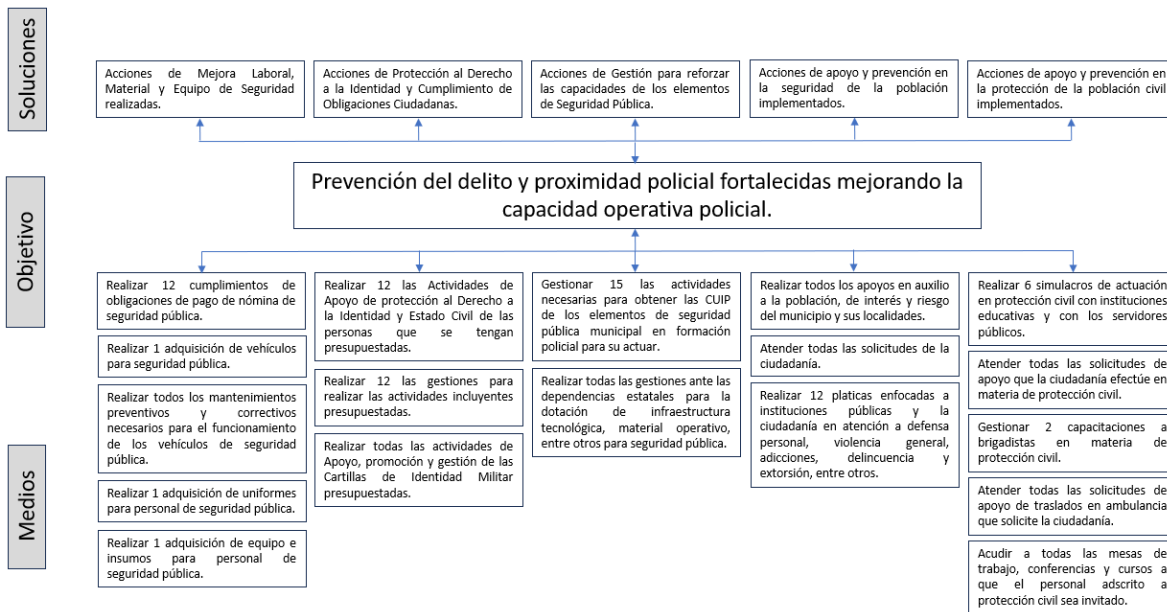 Soluciones
Acciones de Mejora Laboral,
Material y Equipo de Seguridad
realizadas.
Acciones de Protección al Derecho
a la Identidad y Cumplimiento de
Obligaciones Ciudadanas.
Acciones de Gestión para reforzar
las capacidades de los elementos
de Seguridad Pública.
Acciones de apoyo y prevención en
la seguridad de la población
implementados.
Acciones de apoyo y prevención en
la protección de la población civil
implementados.
Objetivo
Prevención del delito y proximidad policial fortalecidas mejorando la
capacidad operativa policial.
Medios
Realizar 12 cumplimientos de
obligaciones de pago de nómina de
seguridad pública.
Realizar 1 adquisición de vehículos
para seguridad pública.
Realizar todos los mantenimientos
preventivos y correctivos
necesarios para el funcionamiento
de los vehículos de seguridad
pública.
Realizar 1 adquisición de uniformes
para personal de seguridad pública.
Realizar 1 adquisición de equipo e
insumos para personal de
seguridad pública.
Realizar 12 las Actividades de
Apoyo de protección al Derecho a
la Identidad y Estado Civil de las
personas que se tengan
presupuestadas.
Realizar 12 las gestiones para
realizar las actividades incluyentes
presupuestadas.
Realizar todas las actividades de
Apoyo, promoción y gestión de las
Cartillas de Identidad Militar
presupuestadas.
Gestionar 15 las actividades
necesarias para obtener las CUIP
de los elementos de seguridad
pública municipal en formación
policial para su actuar.
Realizar todas las gestiones ante las
dependencias estatales para la
dotación de infraestructura
tecnológica, material operativo,
entre otros para seguridad pública.
Realizar todos los apoyos en auxilio
a la población, de interés y riesgo
del municipio y sus localidades.
Atender todas las solicitudes de la
ciudadanía.
Realizar 12 platicas enfocadas a
instituciones públicas y la
ciudadanía en atención a defensa
personal, violencia general,
adicciones, delincuencia y
extorsión, entre otros.
Realizar 6 simulacros de actuación
en protección civil con instituciones
educativas y con los servidores
públicos.
Atender todas las solicitudes de
apoyo que la ciudadanía efectúe en
materia de protección civil.
Gestionar 2 capacitaciones a
brigadistas en materia de
protección civil.
Atender todas las solicitudes de
apoyo de traslados en ambulancia
que solicite la ciudadanía.
Acudir a todas las mesas de
trabajo, conferencias y cursos a
que el personal adscrito a
protección civil sea invitado.